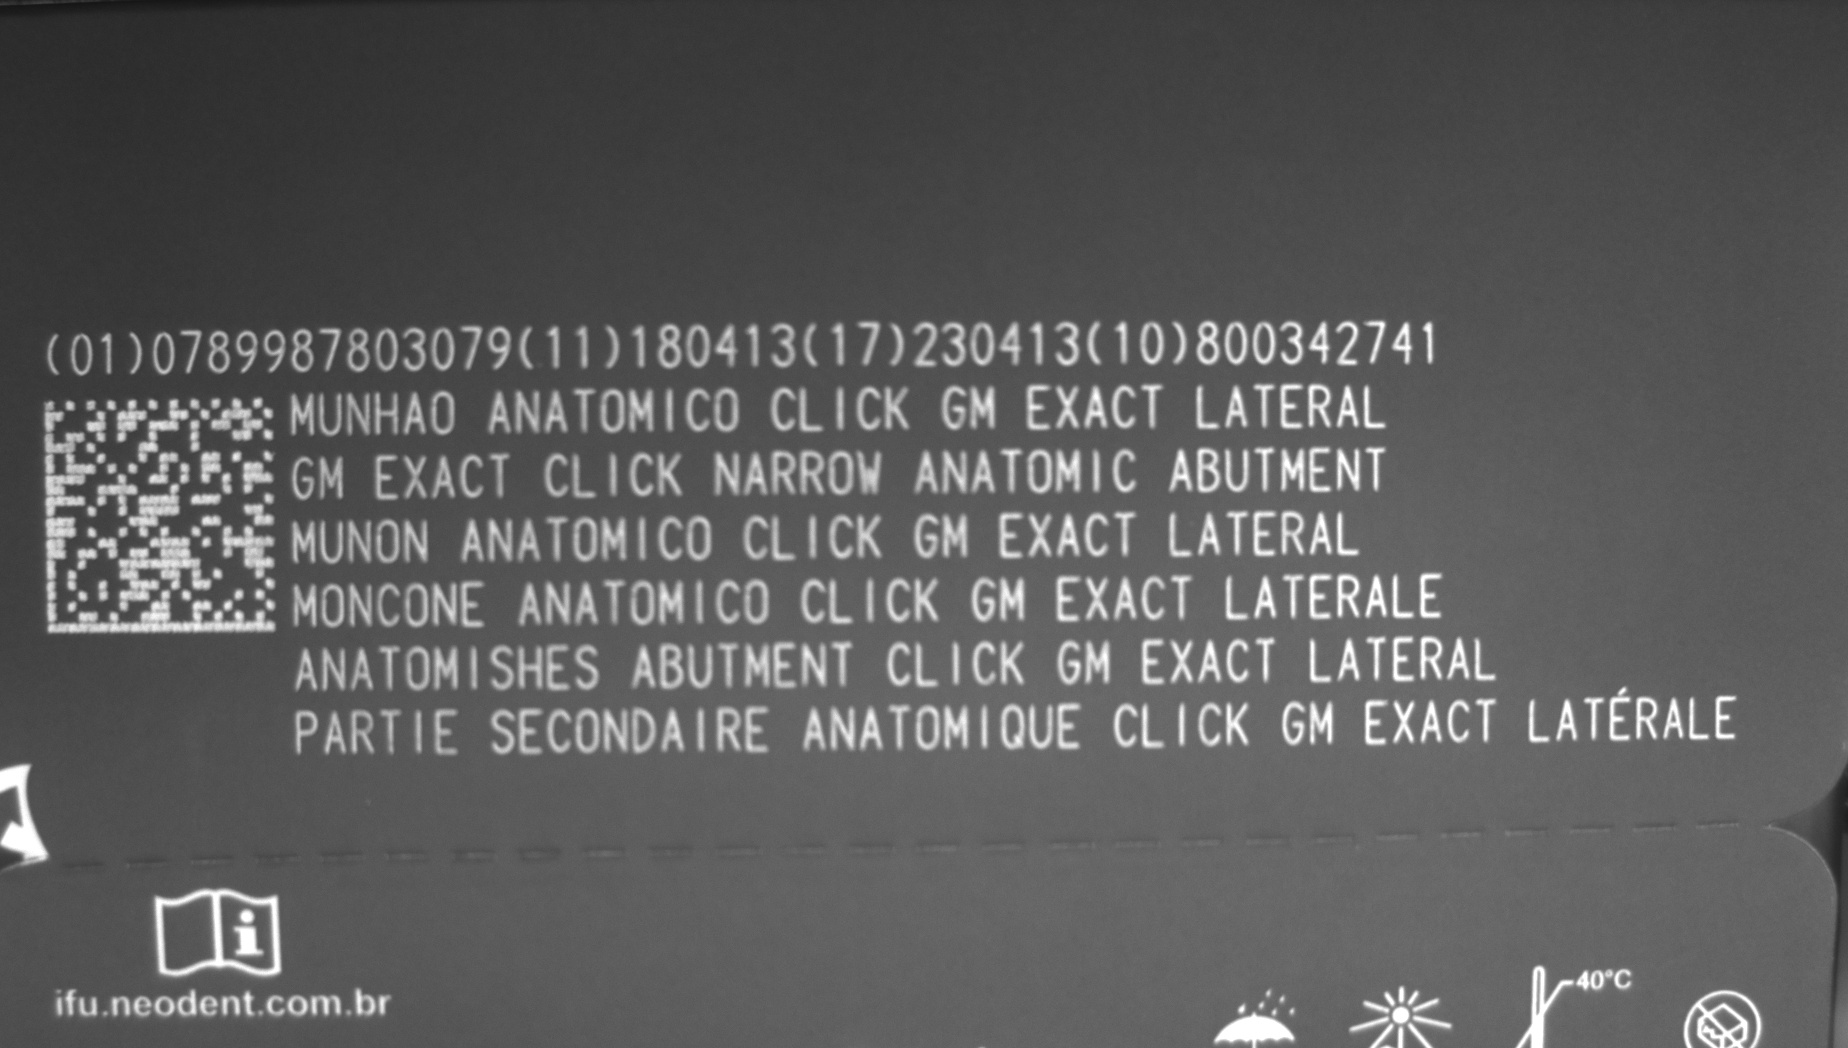 (01)0789987803079(11)180413(17)230413(10)800342741
MUNHAO ANATOMICO CLICK GM EXACT LATERAL
GM EXACT CLICK NARROW ANATOMIC ABUTMENT
MUNON ANATOMICO CLICK GM EXACT LATERAL
MONCONE ANATOMICO CLICK GM EXACT LATERALE
ANATOMISHES ABUTMENT CLICK GM EXACT LATERAL
PARTIE SECONDAIRE ANATOMIQUE CLICK GM EXACT LATÉRALE
i
ifu.neodent.com.br
40°C